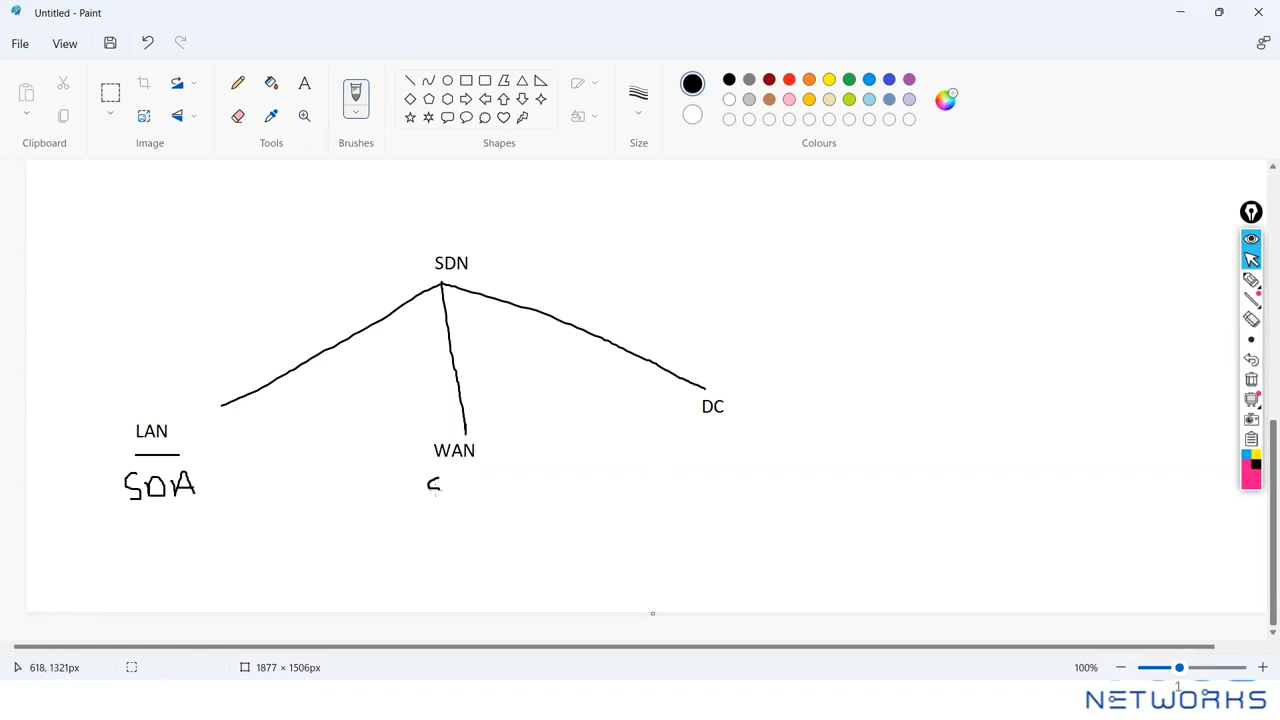 Untitled - Paint
File View
Clipboard Image Tools Brushes Shapes Size Colours
SDN
DC
LAN
WAN
SDA
S
618, 1321px 1877 × 1506px 100%
1
NETWORKS